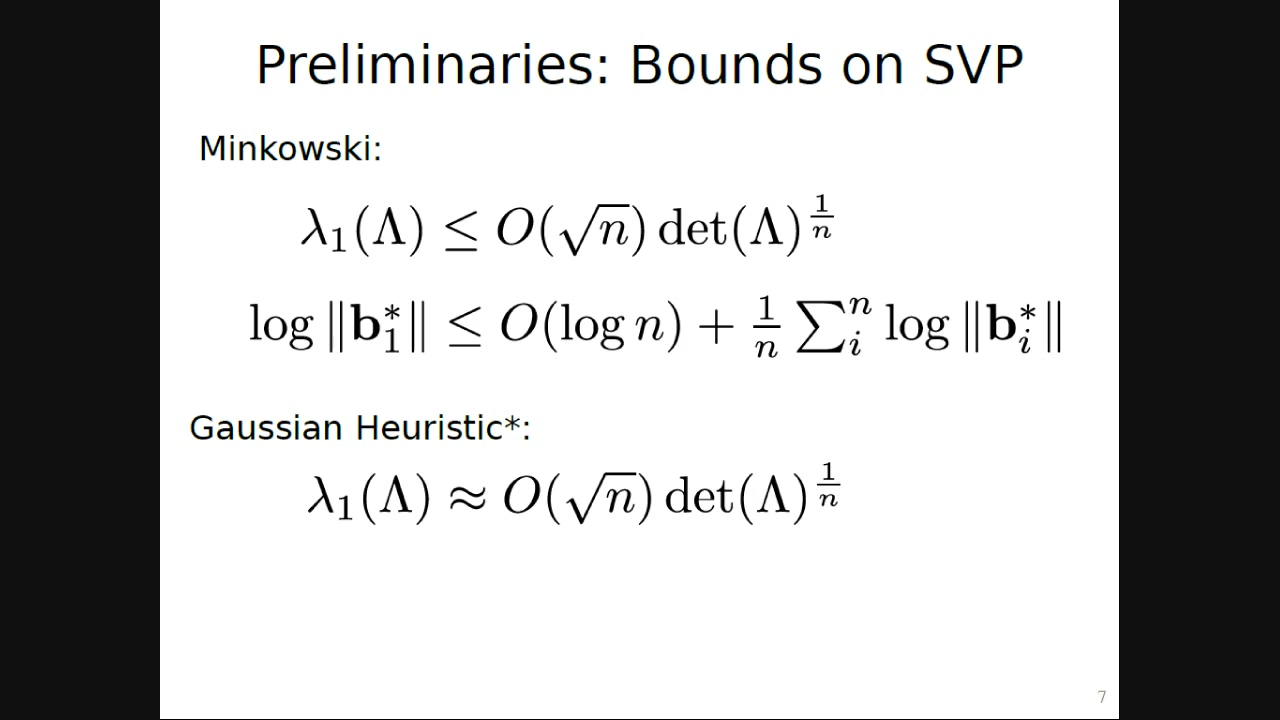 Preliminaries: Bounds on SVP
Minkowski:
λ₁(Λ) ≤ O(√n) det(Λ)^{1/n}
log ‖b₁*‖ ≤ O(log n) + 1/n ∑ᵢⁿ log ‖bᵢ*‖
Gaussian Heuristic*:
λ₁(Λ) ≈ O(√n) det(Λ)^{1/n}
7